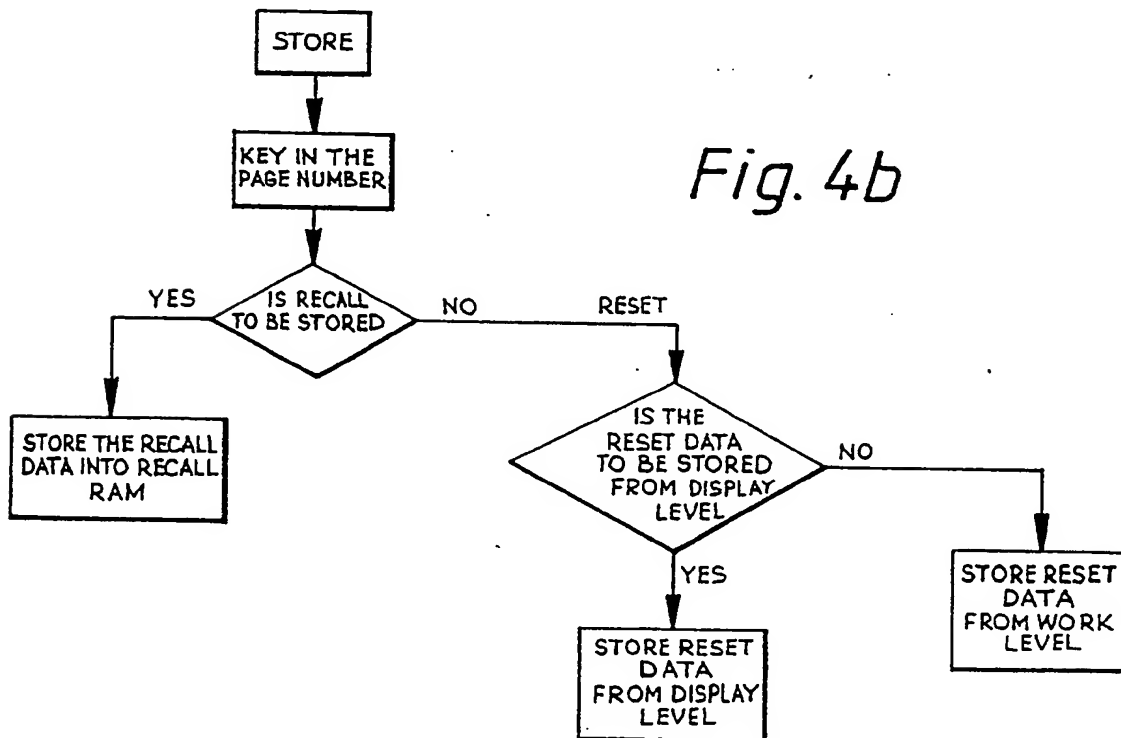 STORE
KEY IN THE
PAGE NUMBER
Fig. 4b
IS RECALL
TO BE STORED
YES
NO
RESET
STORE THE RECALL
DATA INTO RECALL
RAM
IS THE
RESET DATA
TO BE STORED
FROM DISPLAY
LEVEL
NO
YES
STORE RESET
DATA
FROM WORK
LEVEL
STORE RESET
DATA
FROM DISPLAY
LEVEL